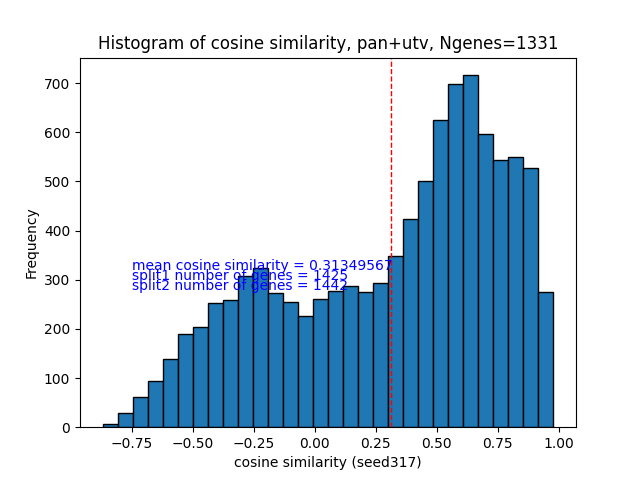 Histogram of cosine similarity, pan+utv, Ngenes=1331
Frequency
700
600
500
400
300
200
100
0
mean cosine similarity = 0.31349567
split1 number of genes = 1425
split2 number of genes = 1442
−0.75 −0.50 −0.25 0.00 0.25 0.50 0.75 1.00
cosine similarity (seed317)